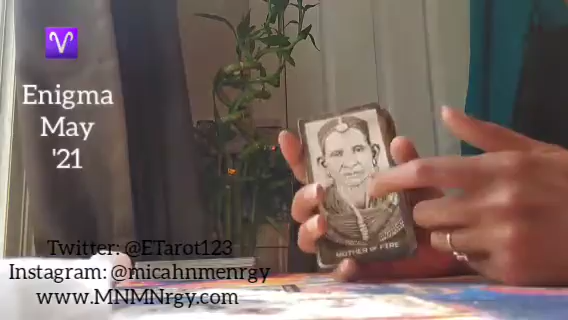 ♈
Enigma
May
'21
MOTHER OF FIRE
Twitter: @ETarot123
Instagram: @micahnmenrgy
www.MNMNrgy.com